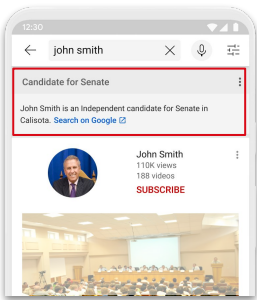 12:30
john smith
Candidate for Senate
John Smith is an Independent candidate for Senate in
Calisota. Search on Google
John Smith
110K views
188 videos
SUBSCRIBE